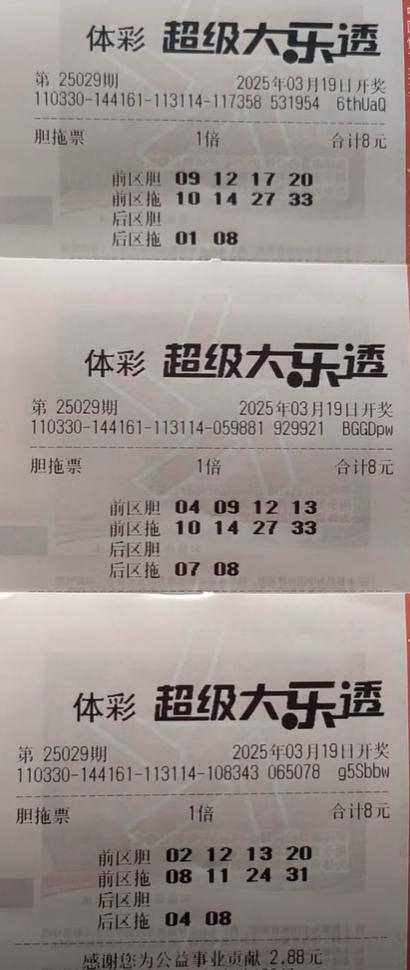 体彩 超级大乐透
第 25029期 2025年03月19日开奖
110330-144161-113114-117358 531954 6thUaQ
胆拖票 1倍 合计8元
前区胆 09 12 17 20
前区拖 10 14 27 33
后区胆
后区拖 01 08
体彩 超级大乐透
第 25029期 2025年03月19日开奖
110330-144161-113114-059881 929921 BGGDpw
胆拖票 1倍 合计8元
前区胆 04 09 12 13
前区拖 10 14 27 33
后区胆
后区拖 07 08
体彩 超级大乐透
第 25029期 2025年03月19日开奖
110330-144161-113114-108343 065078 g5Sbbw
胆拖票 1倍 合计8元
前区胆 02 12 13 20
前区拖 08 11 24 31
后区胆
后区拖 04 08
感谢您为公益事业贡献 2.88元